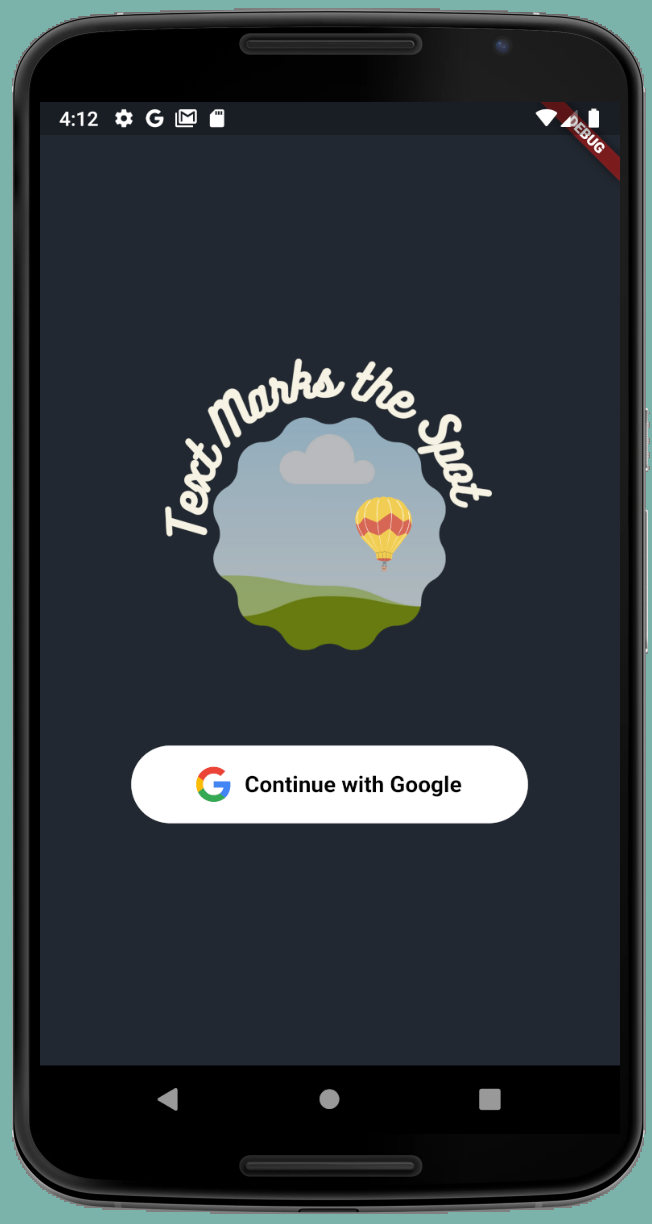 4:12
DEBUG
Text Marks the Spot
Continue with Google